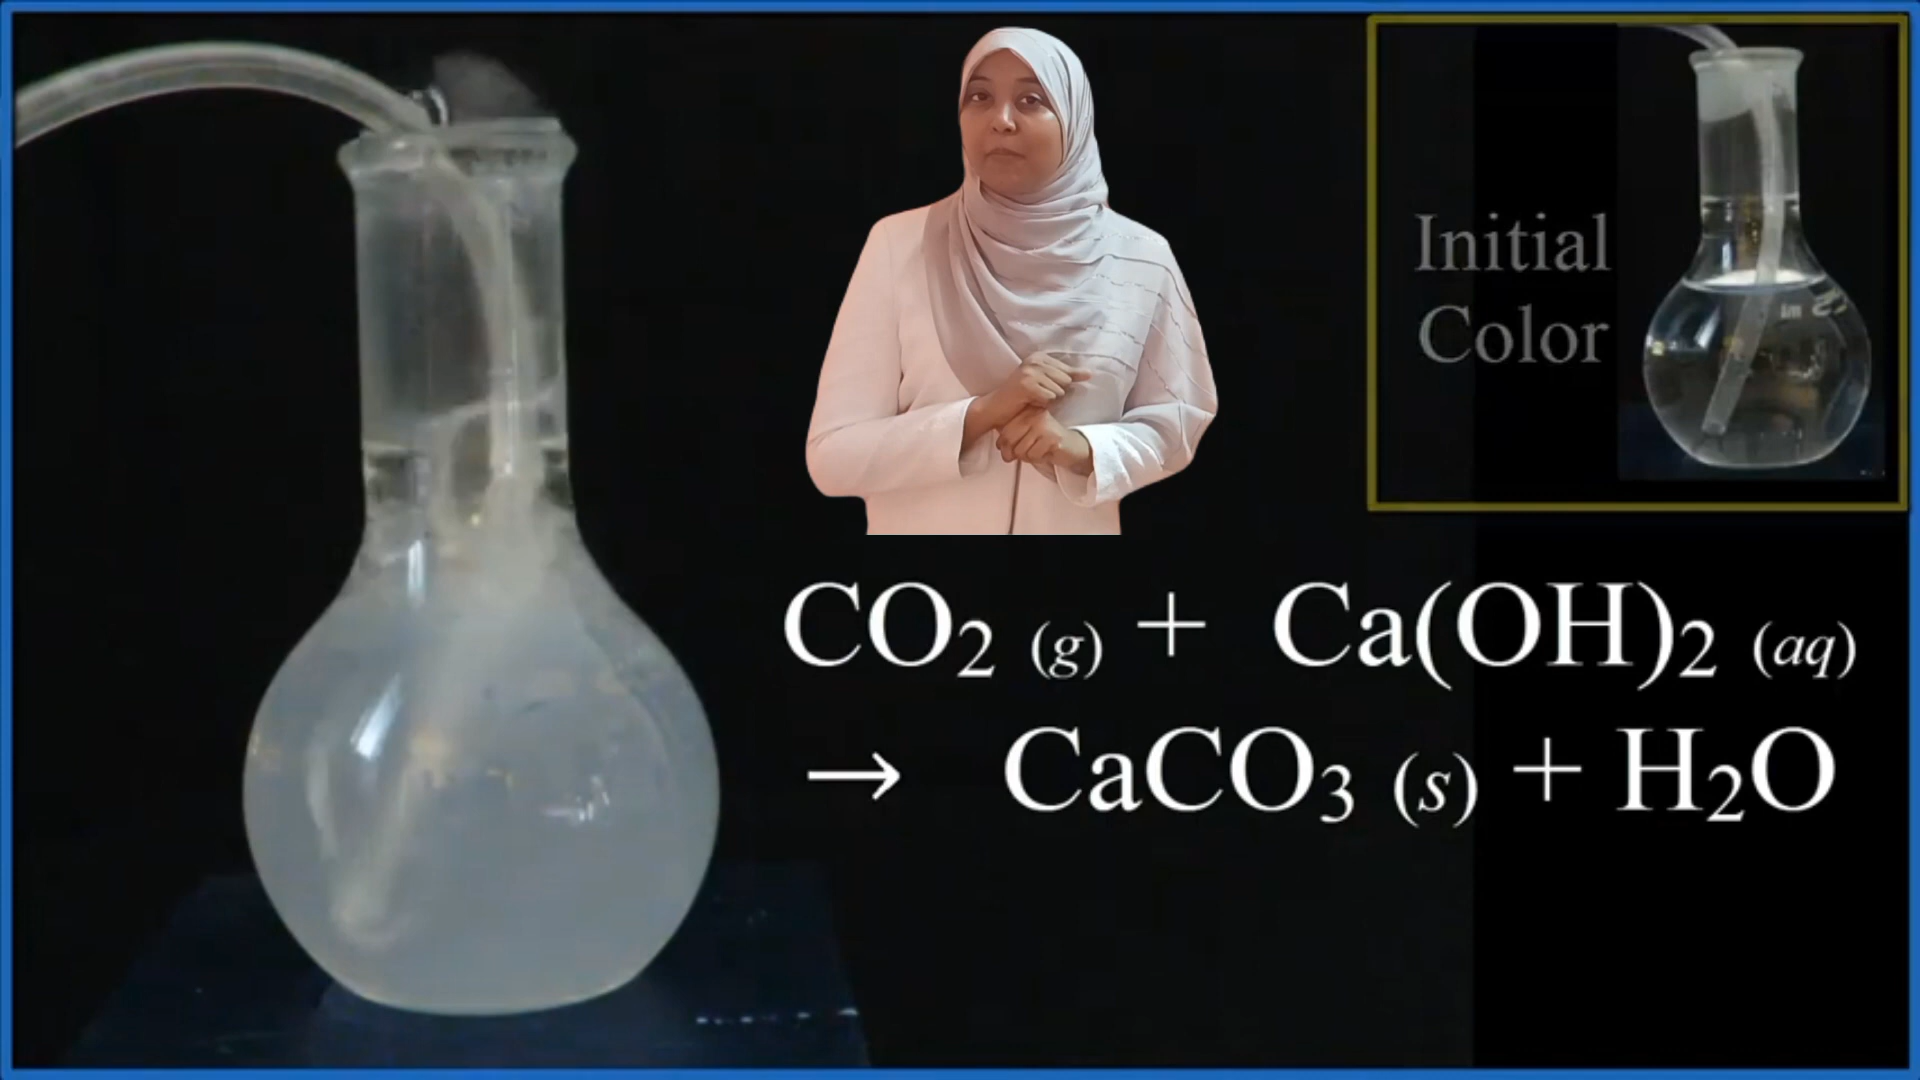 Initial
Color
CO₂ (g) + Ca(OH)₂ (aq)
→ CaCO₃ (s) + H₂O